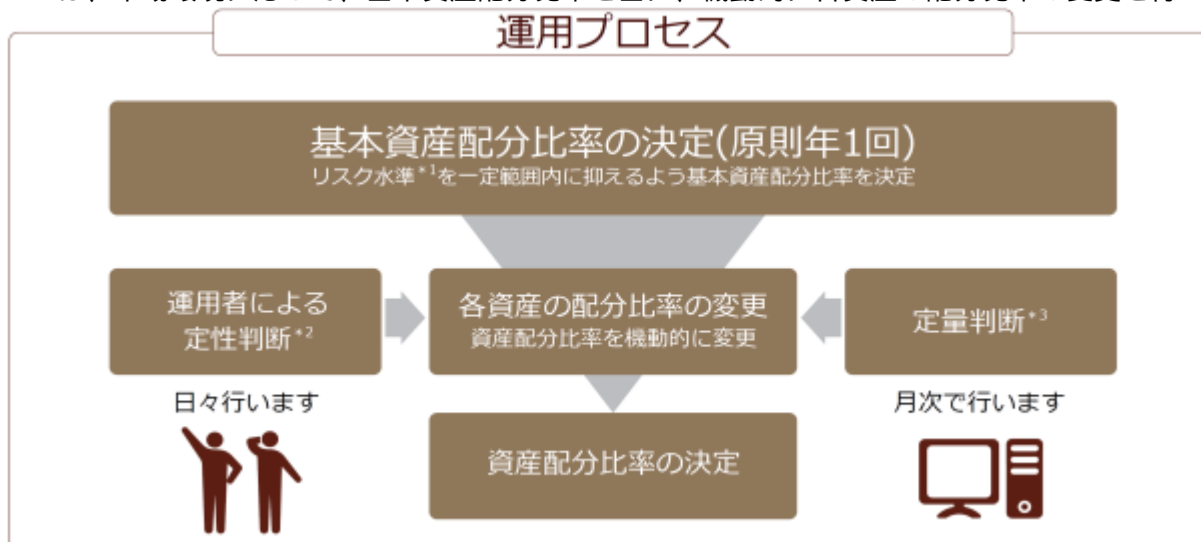 運用プロセス
基本資産配分比率の決定(原則年1回)
リスク水準*1を一定範囲内に抑えるよう基本資産配分比率を決定
運用者による
定性判断*2
各資産の配分比率の変更
資産配分比率を機動的に変更
定量判断*3
日々行います
月次で行います
資産配分比率の決定